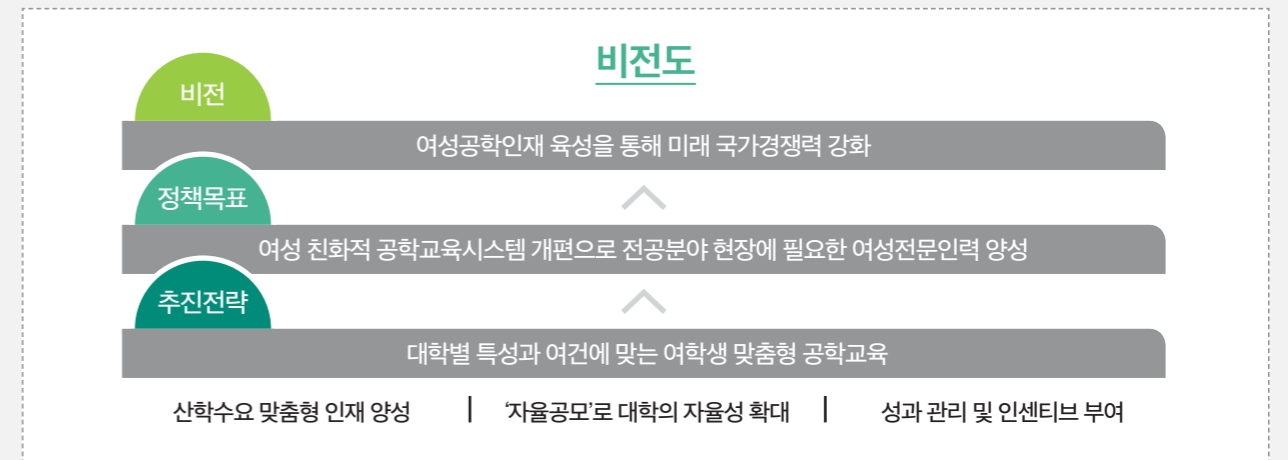 비전도
비전
여성공학인재 육성을 통해 미래 국가경쟁력 강화
정책목표
여성 친화적 공학교육시스템 개편으로 전공분야 현장에 필요한 여성전문인력 양성
추진전략
대학별 특성과 여건에 맞는 여학생 맞춤형 공학교육
산학수요 맞춤형 인재 양성 | ‘자율공모’로 대학의 자율성 확대 | 성과 관리 및 인센티브 부여